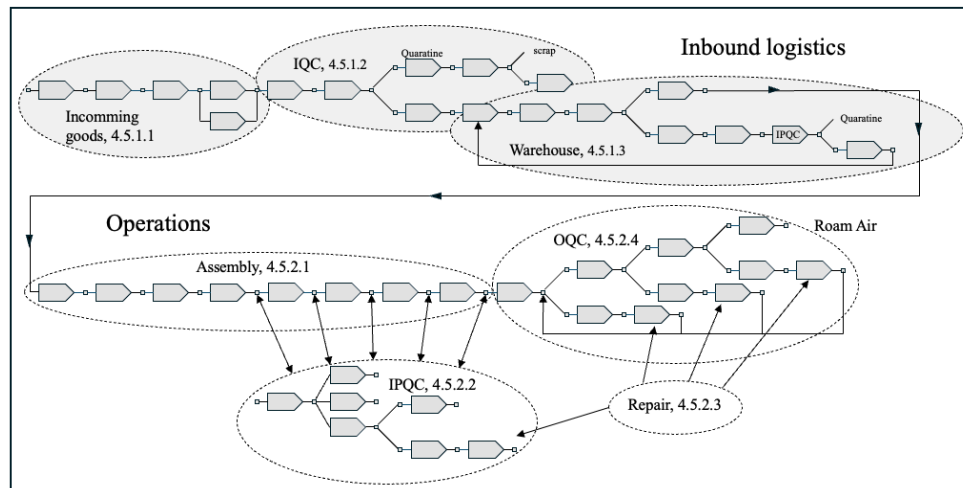 Inbound logistics
IQC, 4.5.1.2
Quaratine
scrap
Incomming
goods, 4.5.1.1
Warehouse, 4.5.1.3
IPQC
Quaratine
Operations
Assembly, 4.5.2.1
OQC, 4.5.2.4
Roam Air
IPQC, 4.5.2.2
Repair, 4.5.2.3